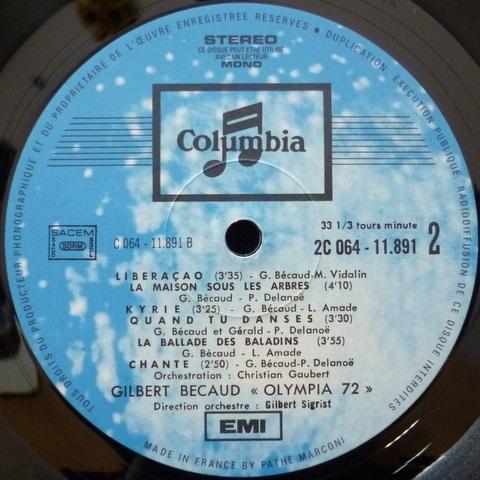 TOUS DROITS DU PRODUCTEUR PHONOGRAPHIQUE ET DU PROPRIETAIRE DE L'ŒUVRE ENREGISTREE RESERVES • DUPLICATION, EXECUTION PUBLIQUE, RADIODIFFUSION DE CE DISQUE INTERDITES
STEREO
CE DISQUE PEUT ETRE UTILISE
AVEC UN LECTEUR
MONO
Columbia
SACEM
SACD SDRM SGDL
C 064 - 11.891 B
33 1/3 tours minute
2C 064 - 11.891 2
LIBERAÇAO (3'35) - G. Bécaud-M. Vidalin
LA MAISON SOUS LES ARBRES (4'10)
G. Bécaud - P. Delanoë
KYRIE (3'25) - G. Bécaud - L. Amade
QUAND TU DANSES (3'30)
G. Bécaud et Gérald - P. Delanoë
LA BALLADE DES BALADINS (3'55)
G. Bécaud - L. Amade
CHANTE (2'50) - G. Bécaud-P. Delanoë
Orchestration : Christian Gaubert
GILBERT BECAUD « OLYMPIA 72 »
Direction orchestre : Gilbert Sigrist
EMI
MADE IN FRANCE BY PATHE MARCONI